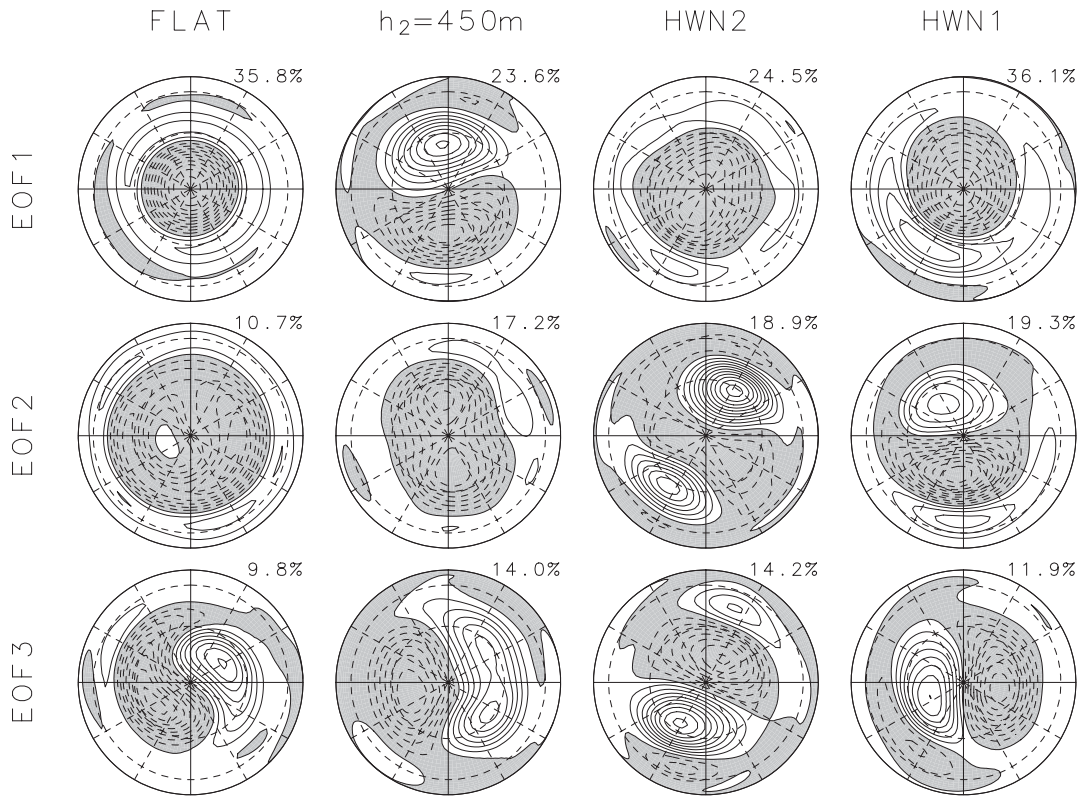 FLAT h₂=450m HWN2 HWN1
35.8% 23.6% 24.5% 36.1%
EOF1
10.7% 17.2% 18.9% 19.3%
EOF2
9.8% 14.0% 14.2% 11.9%
EOF3